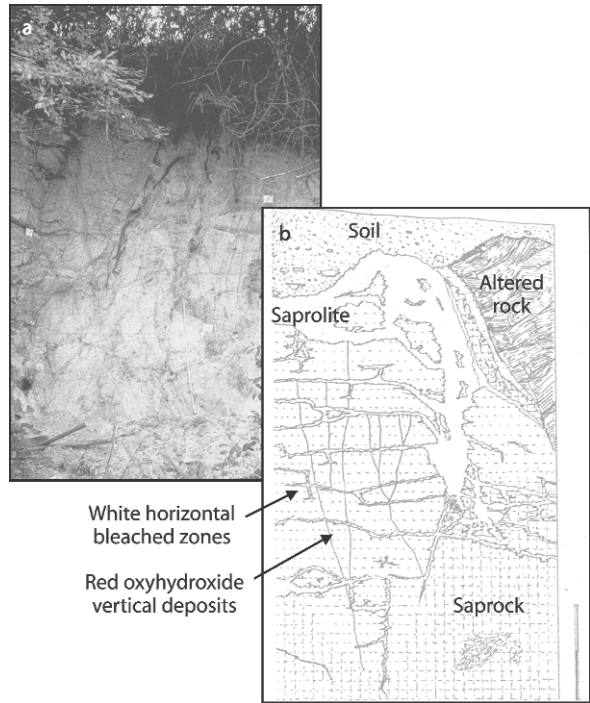 a
b
Soil
Altered
rock
Saprolite
White horizontal
bleached zones
Red oxyhydroxide
vertical deposits
Saprock